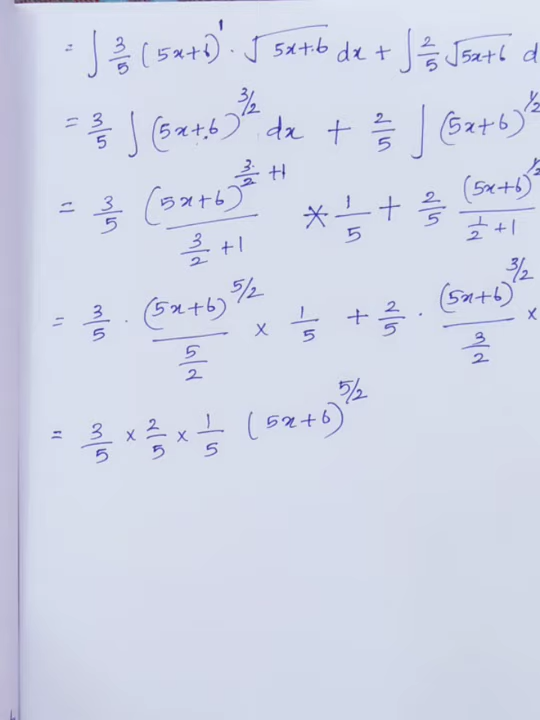 = ∫ 3/5 (5x+6)^1 · √(5x+6) dx + ∫ 2/5 √(5x+6) d
= 3/5 ∫ (5x+6)^(3/2) dx + 2/5 ∫ (5x+6)^(1/2)
= 3/5 (5x+6)^(3/2 +1) / (3/2 +1) * 1/5 + 2/5 (5x+6)^(1/2) / (1/2 +1)
= 3/5 · (5x+6)^(5/2) / (5/2) × 1/5 + 2/5 · (5x+6)^(3/2) / (3/2) ×
= 3/5 × 2/5 × 1/5 (5x+6)^(5/2)